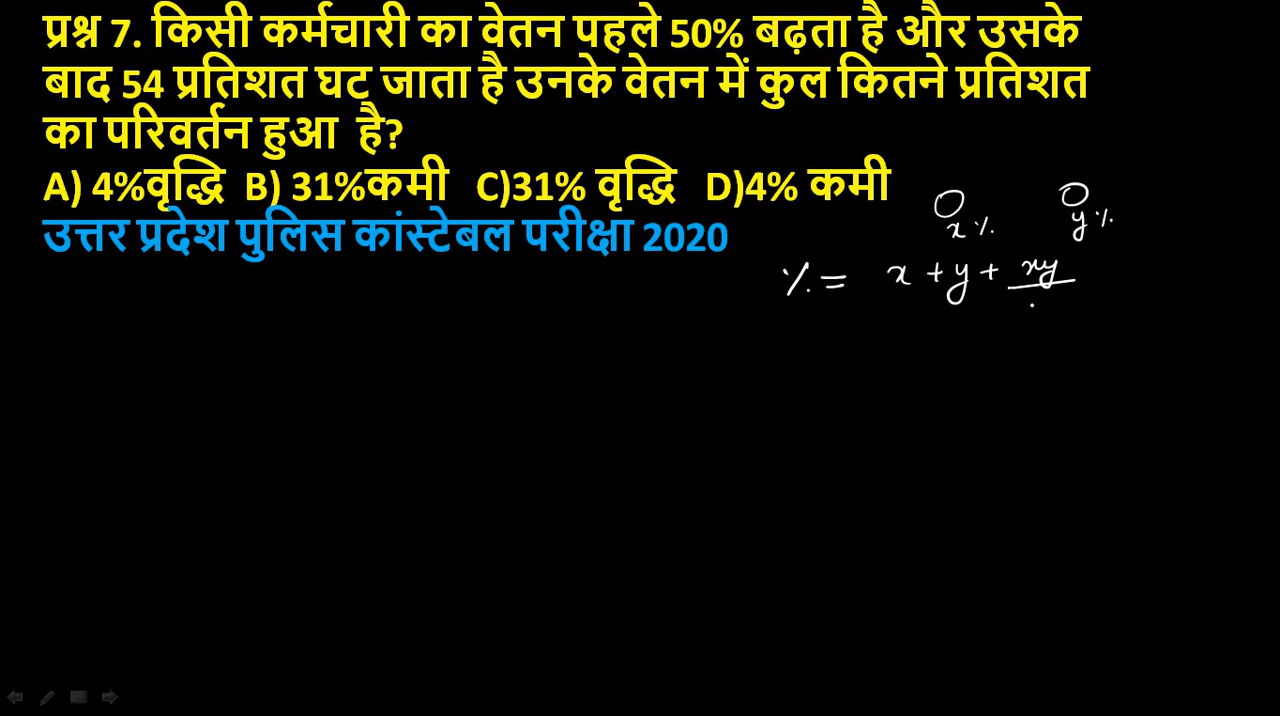 प्रश्न 7. किसी कर्मचारी का वेतन पहले 50% बढ़ता है और उसके
बाद 54 प्रतिशत घट जाता है उनके वेतन में कुल कितने प्रतिशत
का परिवर्तन हुआ है?
A) 4%वृद्धि B) 31%कमी C)31% वृद्धि D)4% कमी
उत्तर प्रदेश पुलिस कांस्टेबल परीक्षा 2020
x% y%
% = x + y + xy/